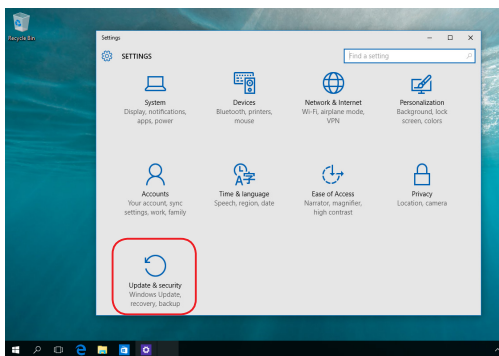 Recycle Bin
Settings
SETTINGS
Find a setting
System
Display, notifications,
apps, power
Devices
Bluetooth, printers,
mouse
Network & Internet
Wi-Fi, airplane mode,
VPN
Personalization
Background, lock
screen, colors
Accounts
Your account, sync
settings, work, family
Time & language
Speech, region, date
Ease of Access
Narrator, magnifier,
high contrast
Privacy
Location, camera
Update & security
Windows Update,
recovery, backup